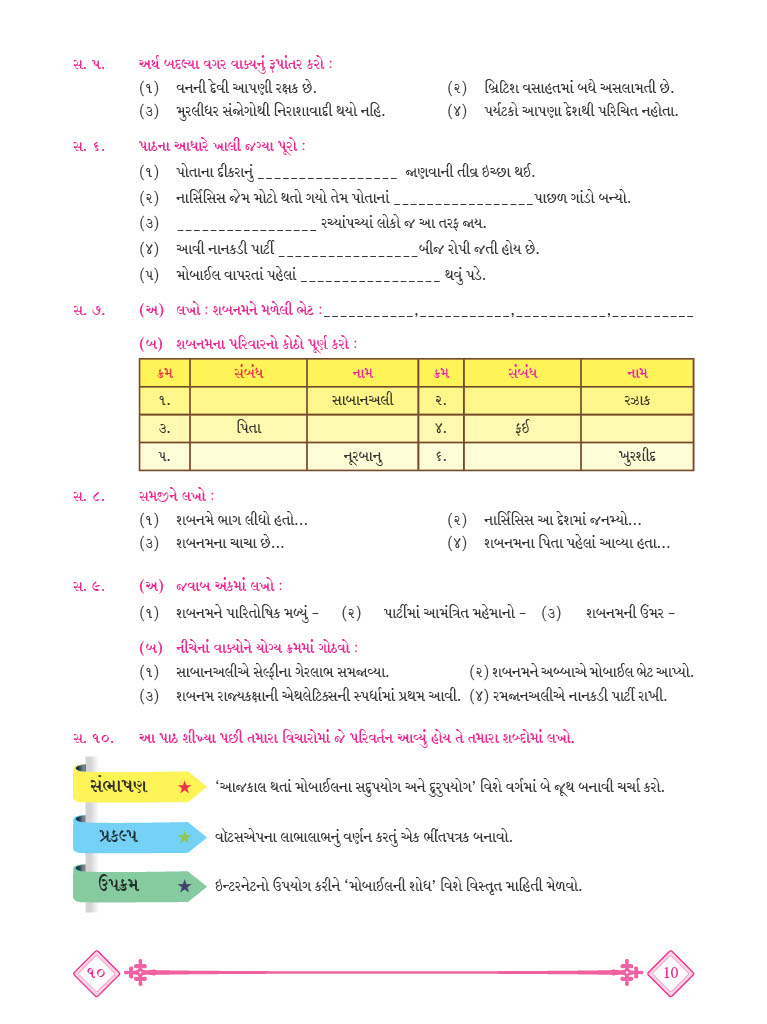 સ. ૫. અર્થ બદલ્યા વગર વાક્યનું રૂપાંતર કરો :
(૧) વનની દેવી આપણી રક્ષક છે. (૨) બ્રિટિશ વસાહતમાં બધે અસલામતી છે.
(૩) મુરલીધર સંજોગોથી નિરાશાવાદી થયો નહિ. (૪) પર્યટકો આપણા દેશથી પરિચિત નહોતા.
સ. ૬. પાઠના આધારે ખાલી જગ્યા પૂરો :
(૧) પોતાના દીકરાનું _________________ જાણવાની તીવ્ર ઇચ્છા થઈ.
(૨) નાર્સિસિસ જેમ મોટો થતો ગયો તેમ પોતાનાં _________________પાછળ ગાંડો બન્યો.
(૩) _________________ રચ્યાંપચ્યાં લોકો જ આ તરફ જાય.
(૪) આવી નાનકડી પાર્ટી _________________બીજ રોપી જતી હોય છે.
(૫) મોબાઈલ વાપરતાં પહેલાં _________________ થવું પડે.
સ. ૭. (અ) લખો : શબનમને મળેલી ભેટ :___________,___________,___________,__________
(બ) શબનમના પરિવારનો કોઠો પૂર્ણ કરો :
ક્રમ સંબંધ નામ ક્રમ સંબંધ નામ
૧. સાબાનઅલી ૨. રઝાક
૩. પિતા ૪. ફઈ
૫. નૂરબાનુ ૬. ખુરશીદ
સ. ૮. સમજીને લખો :
(૧) શબનમે ભાગ લીધો હતો... (૨) નાર્સિસિસ આ દેશમાં જનમ્યો...
(૩) શબનમના ચાચા છે... (૪) શબનમના પિતા પહેલાં આવ્યા હતા...
સ. ૯. (અ) જવાબ અંકમાં લખો :
(૧) શબનમને પારિતોષિક મળ્યું – (૨) પાર્ટીમાં આમંત્રિત મહેમાનો – (૩) શબનમની ઉંમર –
(બ) નીચેનાં વાક્યોને યોગ્ય ક્રમમાં ગોઠવો :
(૧) સાબાનઅલીએ સેલ્ફીના ગેરલાભ સમજાવ્યા. (૨) શબનમને અબ્બાએ મોબાઈલ ભેટ આપ્યો.
(૩) શબનમ રાજ્યકક્ષાની એથલેટિક્સની સ્પર્ધામાં પ્રથમ આવી. (૪) રમજાનઅલીએ નાનકડી પાર્ટી રાખી.
સ. ૧૦. આ પાઠ શીખ્યા પછી તમારા વિચારોમાં જે પરિવર્તન આવ્યું હોય તે તમારા શબ્દોમાં લખો.
સંભાષણ ‘આજકાલ થતાં મોબાઈલના સદુપયોગ અને દુરુપયોગ’ વિશે વર્ગમાં બે જૂથ બનાવી ચર્ચા કરો.
પ્રકલ્પ વૉટસએપના લાભાલાભનું વર્ણન કરતું એક ભીંતપત્રક બનાવો.
ઉપક્રમ ઇન્ટરનેટનો ઉપયોગ કરીને ‘મોબાઈલની શોધ’ વિશે વિસ્તૃત માહિતી મેળવો.
૧૦ 10